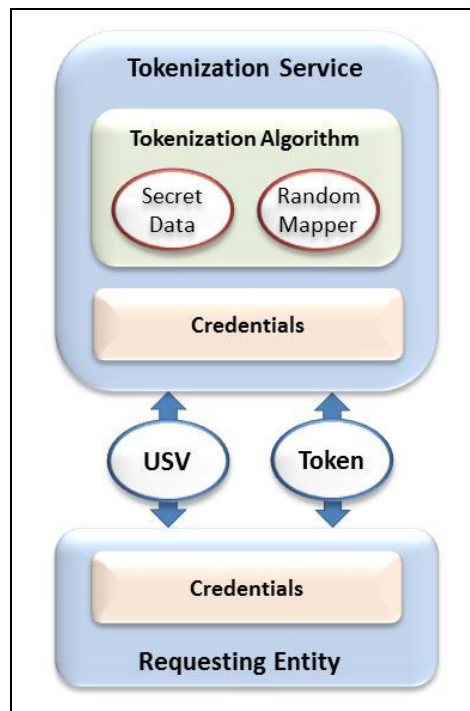 Tokenization Service
Tokenization Algorithm
Secret
Data
Random
Mapper
Credentials
USV
Token
Credentials
Requesting Entity